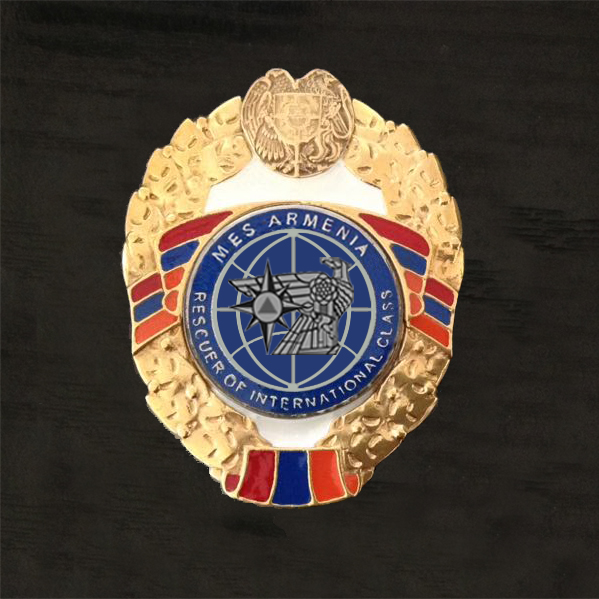 MES ARMENIA
RESCUER OF INTERNATIONAL CLASS